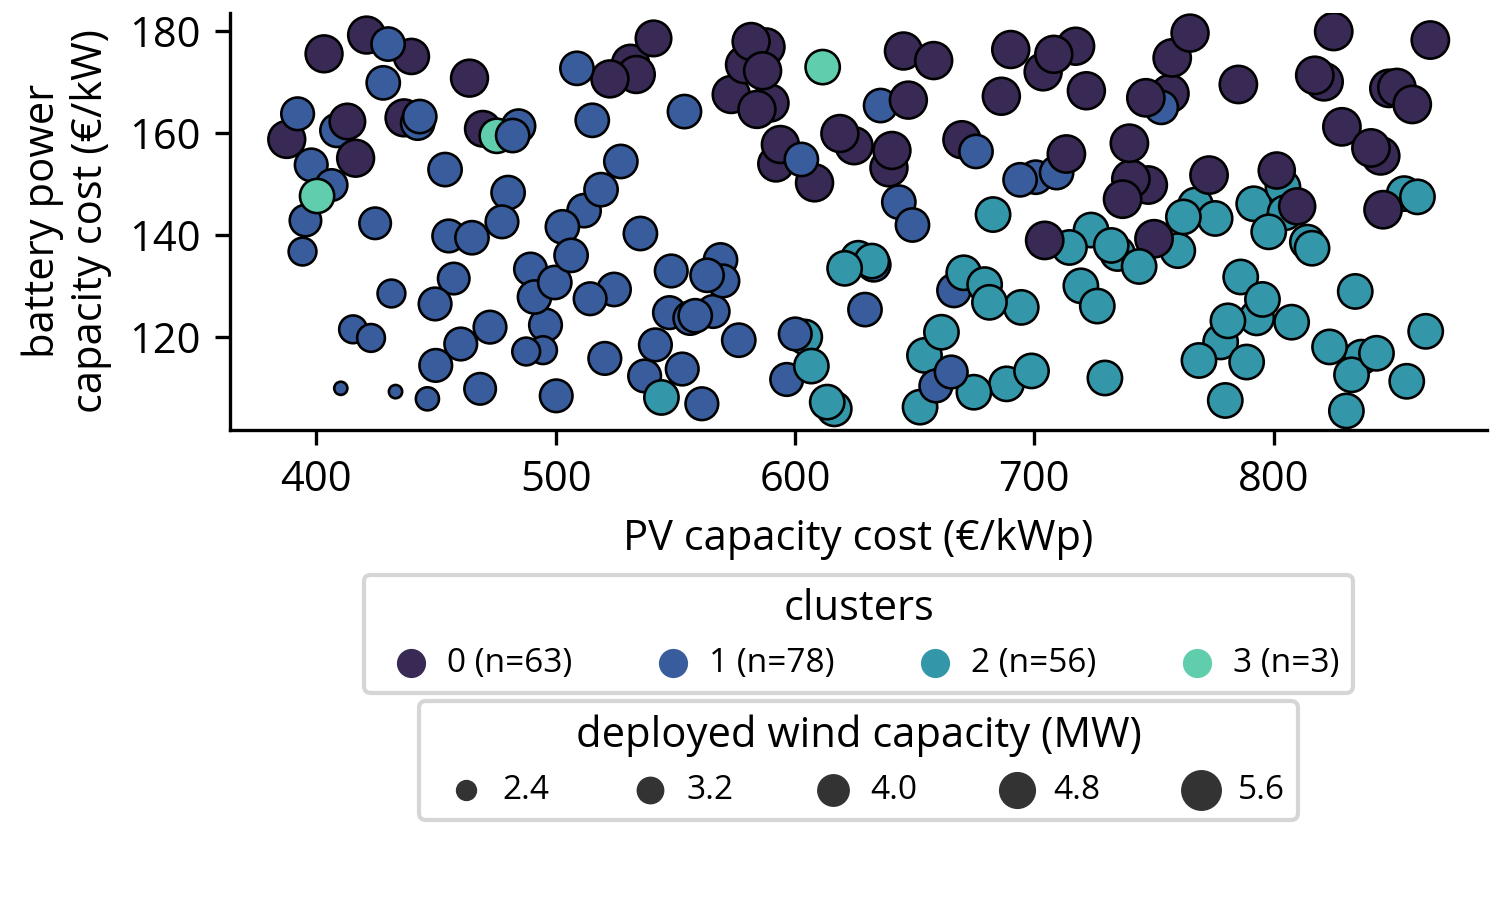 battery power
capacity cost (€/kW)
180
160
140
120
400 500 600 700 800
PV capacity cost (€/kWp)
clusters
0 (n=63) 1 (n=78) 2 (n=56) 3 (n=3)
deployed wind capacity (MW)
2.4 3.2 4.0 4.8 5.6